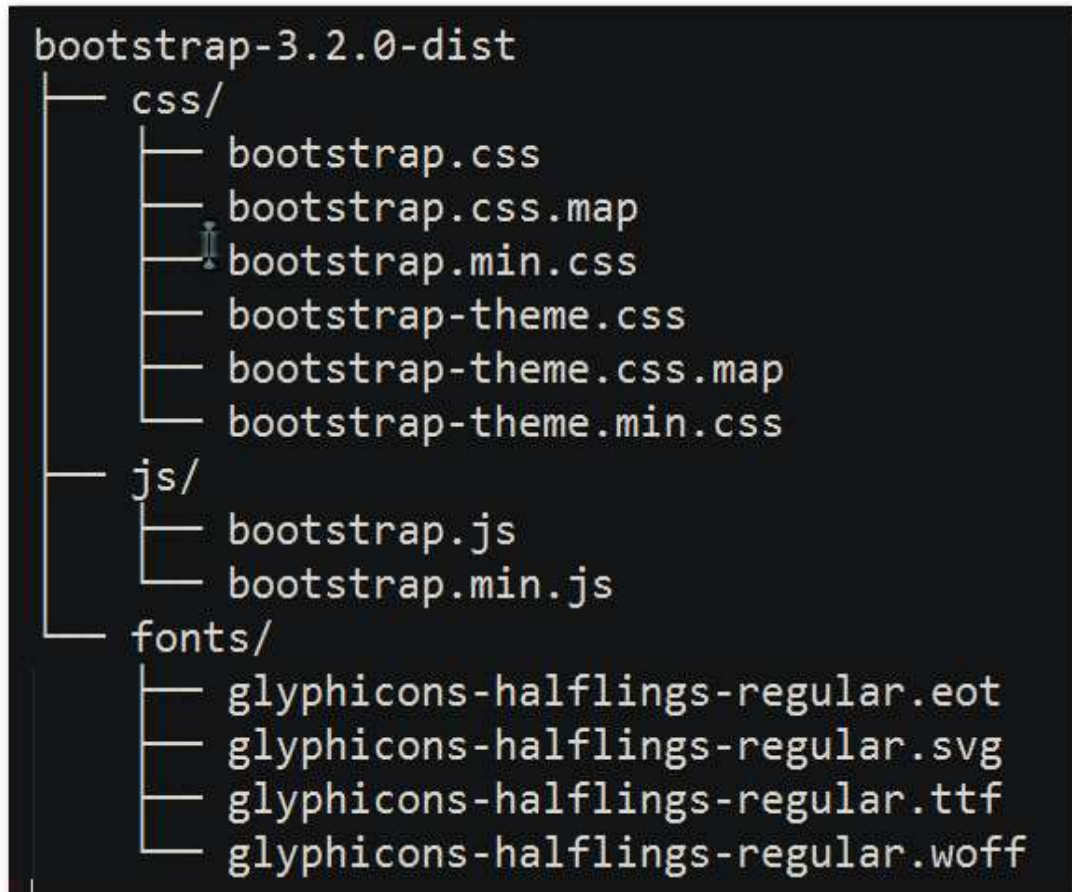 bootstrap-3.2.0-dist
├── css/
│   ├── bootstrap.css
│   ├── bootstrap.css.map
│   ├── bootstrap.min.css
│   ├── bootstrap-theme.css
│   ├── bootstrap-theme.css.map
│   └── bootstrap-theme.min.css
├── js/
│   ├── bootstrap.js
│   └── bootstrap.min.js
└── fonts/
    ├── glyphicons-halflings-regular.eot
    ├── glyphicons-halflings-regular.svg
    ├── glyphicons-halflings-regular.ttf
    └── glyphicons-halflings-regular.woff